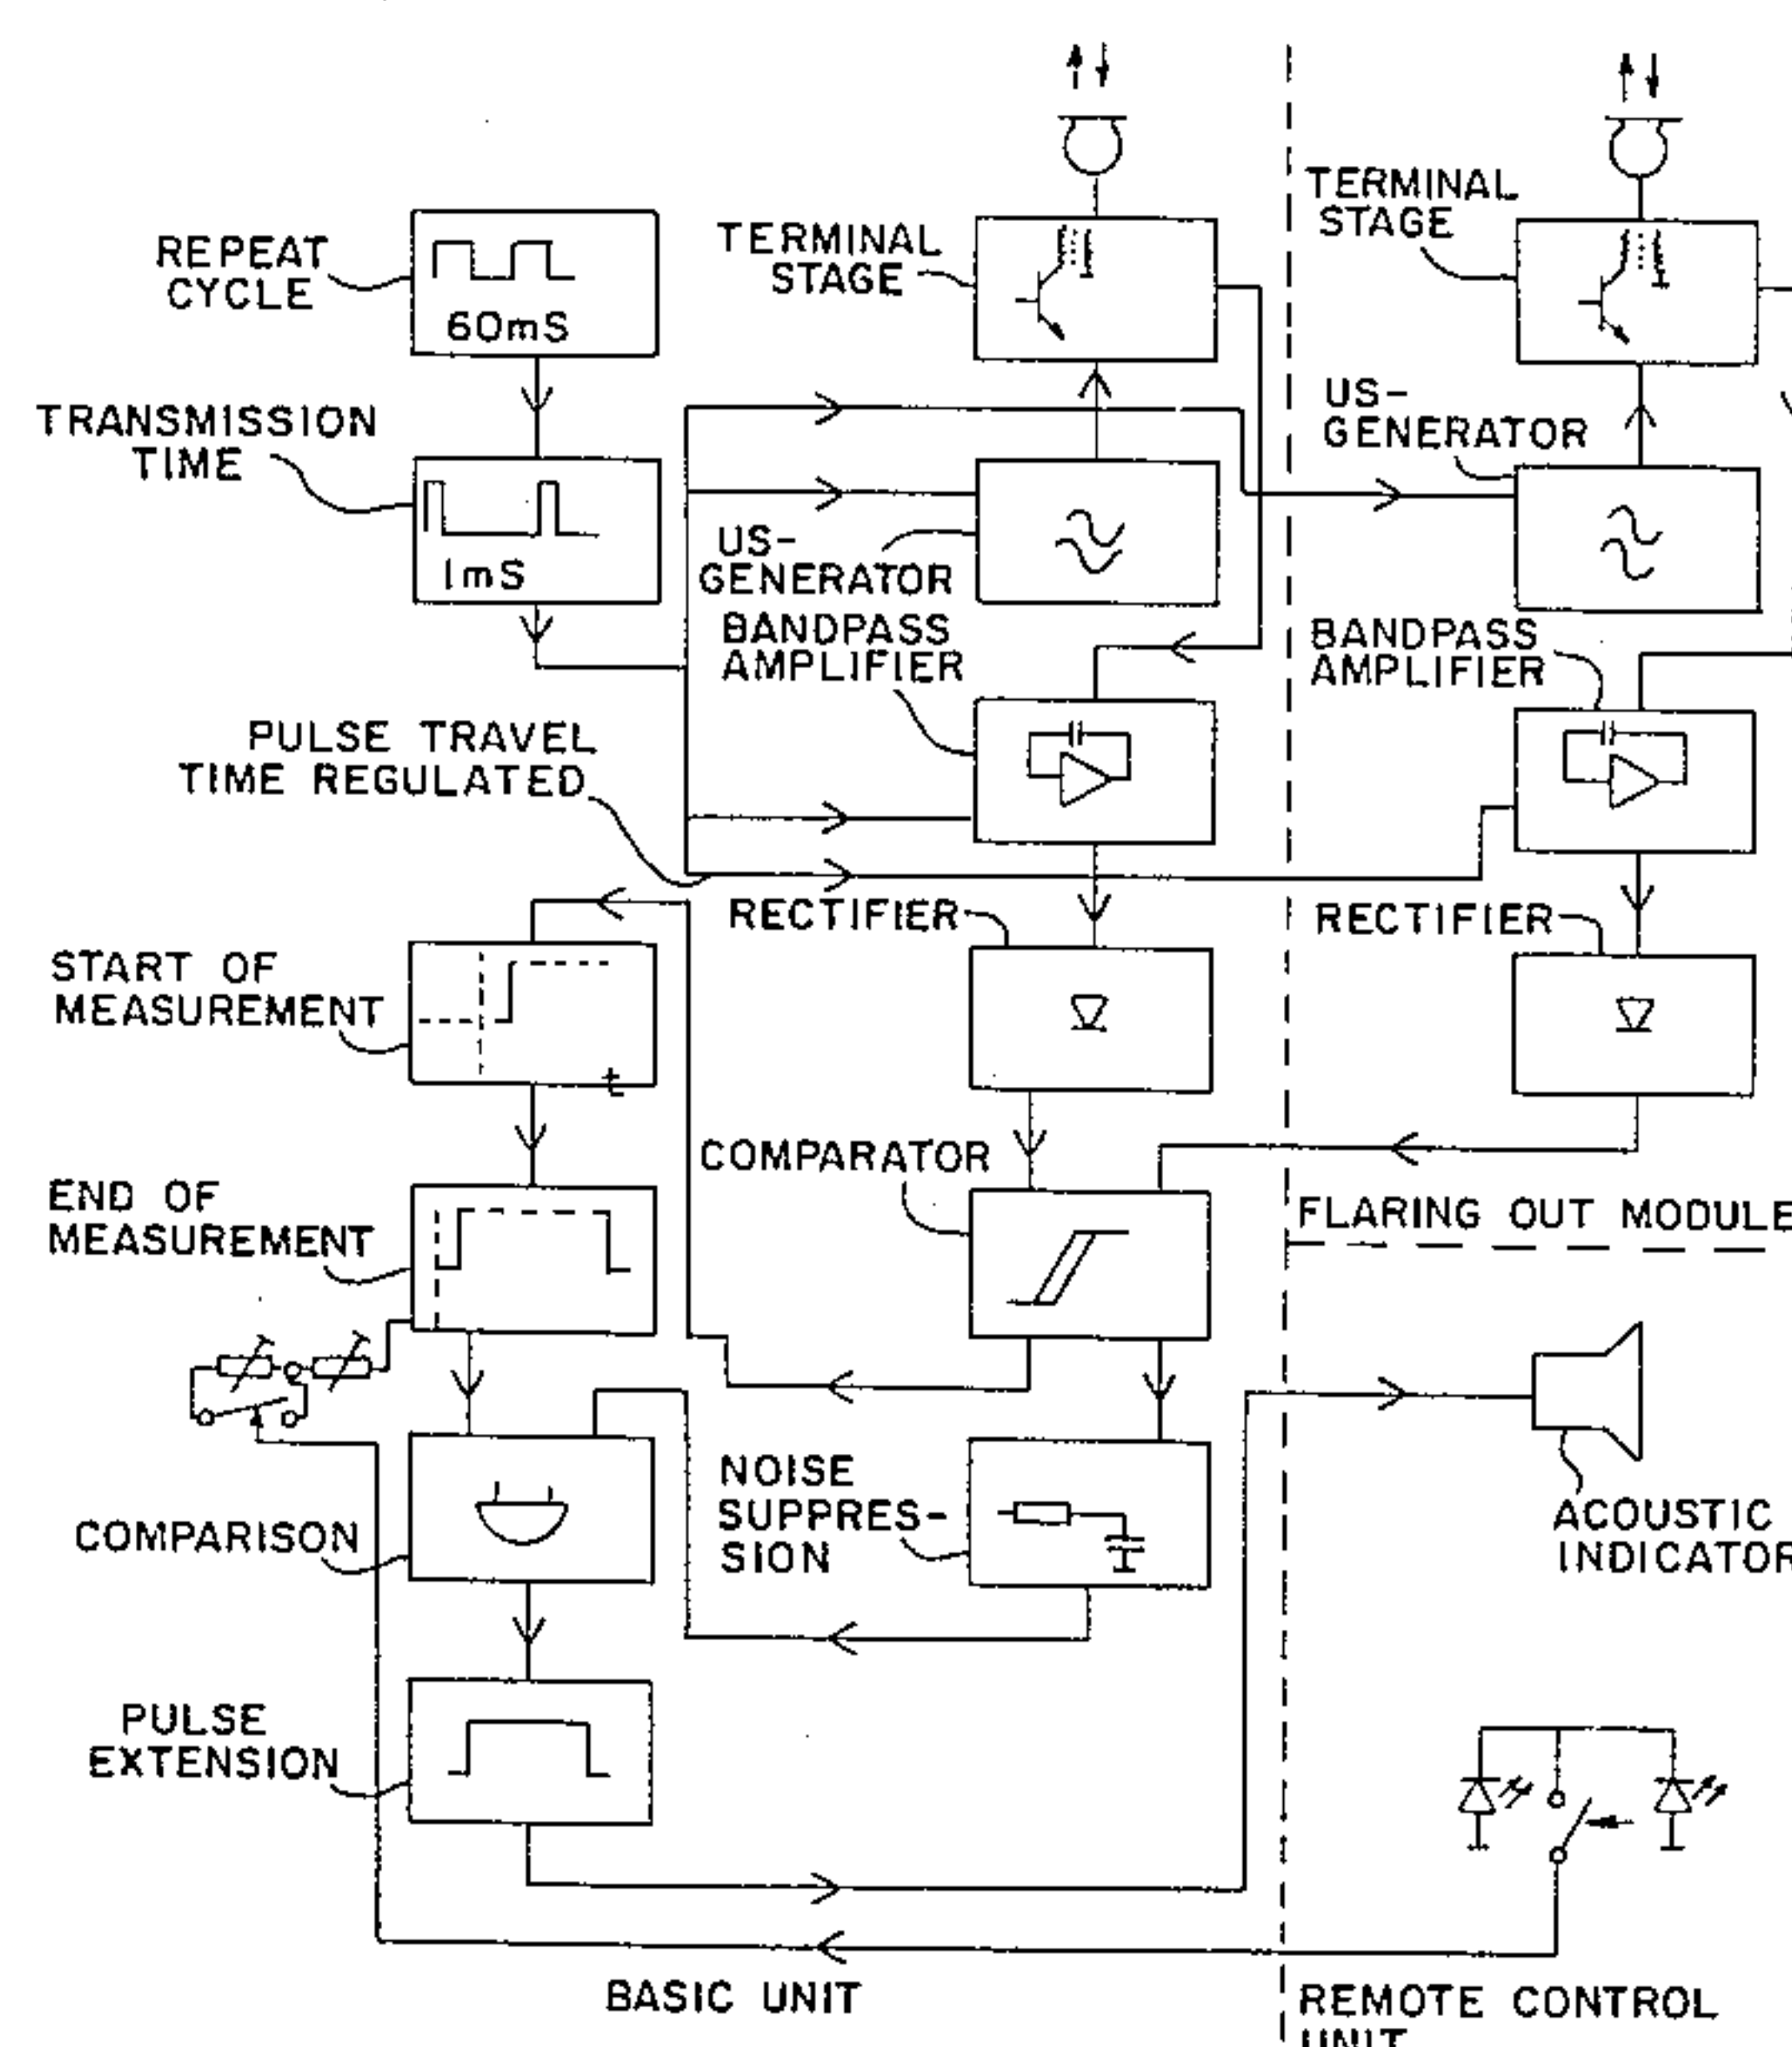 REPEAT
CYCLE
60mS
TERMINAL
STAGE
TERMINAL
STAGE
TRANSMISSION
TIME
1mS
US-
GENERATOR
US-
GENERATOR
BANDPASS
AMPLIFIER
BANDPASS
AMPLIFIER
PULSE TRAVEL
TIME REGULATED
RECTIFIER
RECTIFIER
START OF
MEASUREMENT
t
COMPARATOR
END OF
MEASUREMENT
FLARING OUT MODULE
NOISE
SUPPRES-
SION
COMPARISON
ACOUSTIC
INDICATOR
PULSE
EXTENSION
BASIC UNIT
REMOTE CONTROL
UNIT